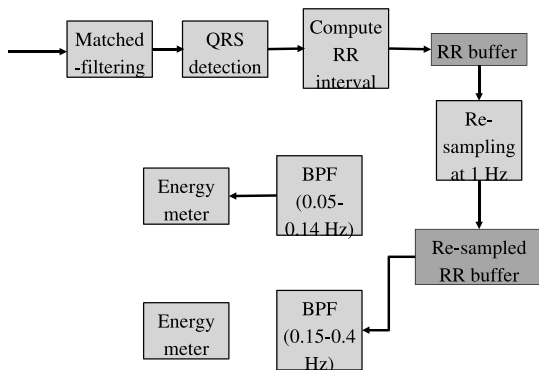 Matched
-filtering
QRS
detection
Compute
RR
interval
RR buffer
Re-
sampling
at 1 Hz
Energy
meter
BPF
(0.05-
0.14 Hz)
Re-sampled
RR buffer
Energy
meter
BPF
(0.15-0.4
Hz)